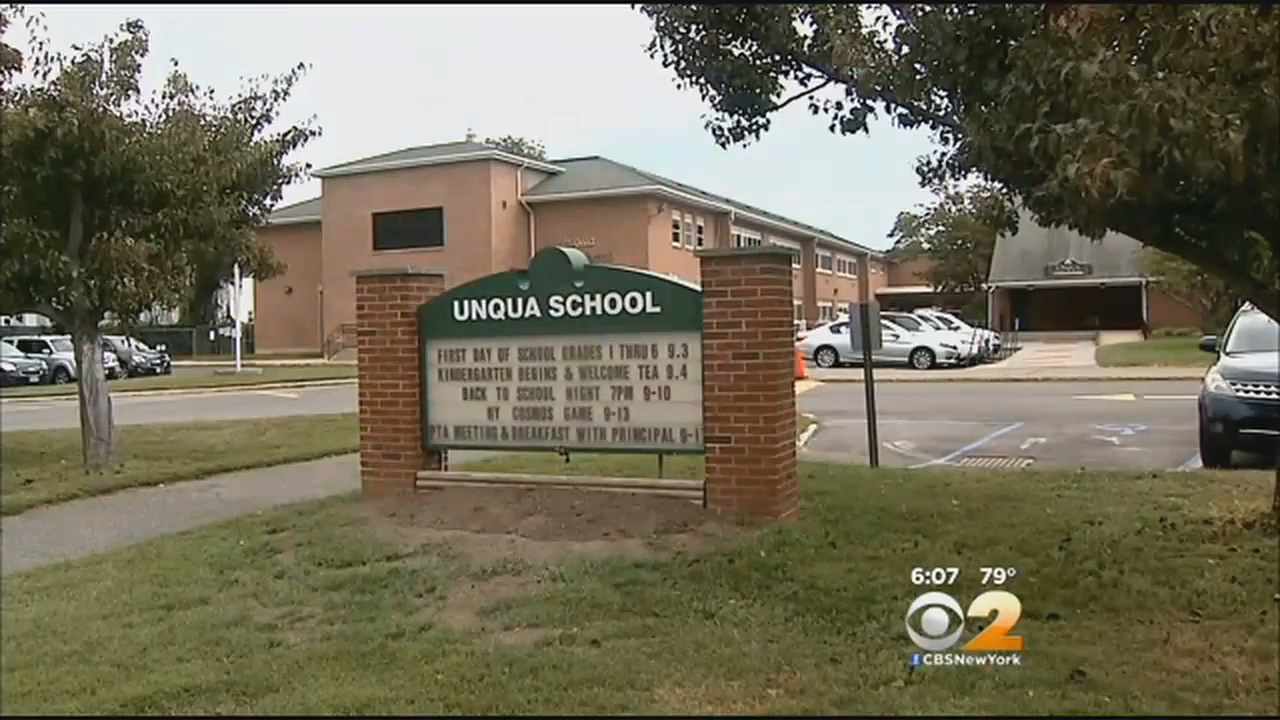 UNQUA SCHOOL
FIRST DAY OF SCHOOL GRADES 1 THRU 6 9.3
KINDERGARTEN BEGINS & WELCOME TEA 9.4
BACK TO SCHOOL NIGHT 7PM 9-10
NY COSMOS GAME 9-13
PTA MEETING & BREAKFAST WITH PRINCIPAL 9-1
6:07 79°
2
f CBSNewYork